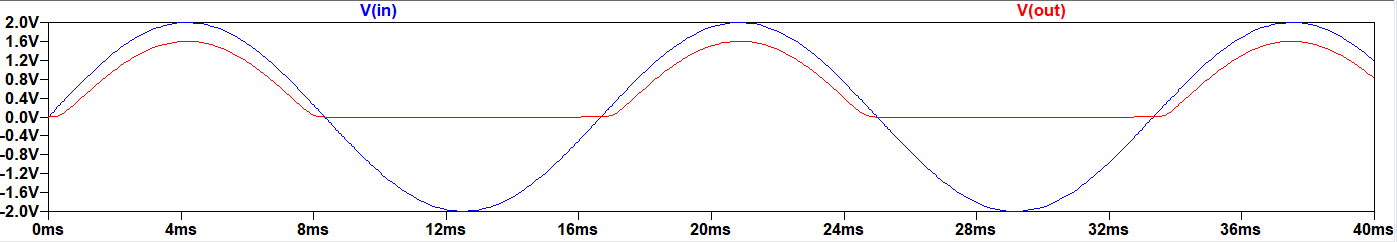 V(in) V(out)
2.0V
1.6V
1.2V
0.8V
0.4V
0.0V
-0.4V
-0.8V
-1.2V
-1.6V
-2.0V
0ms 4ms 8ms 12ms 16ms 20ms 24ms 28ms 32ms 36ms 40ms